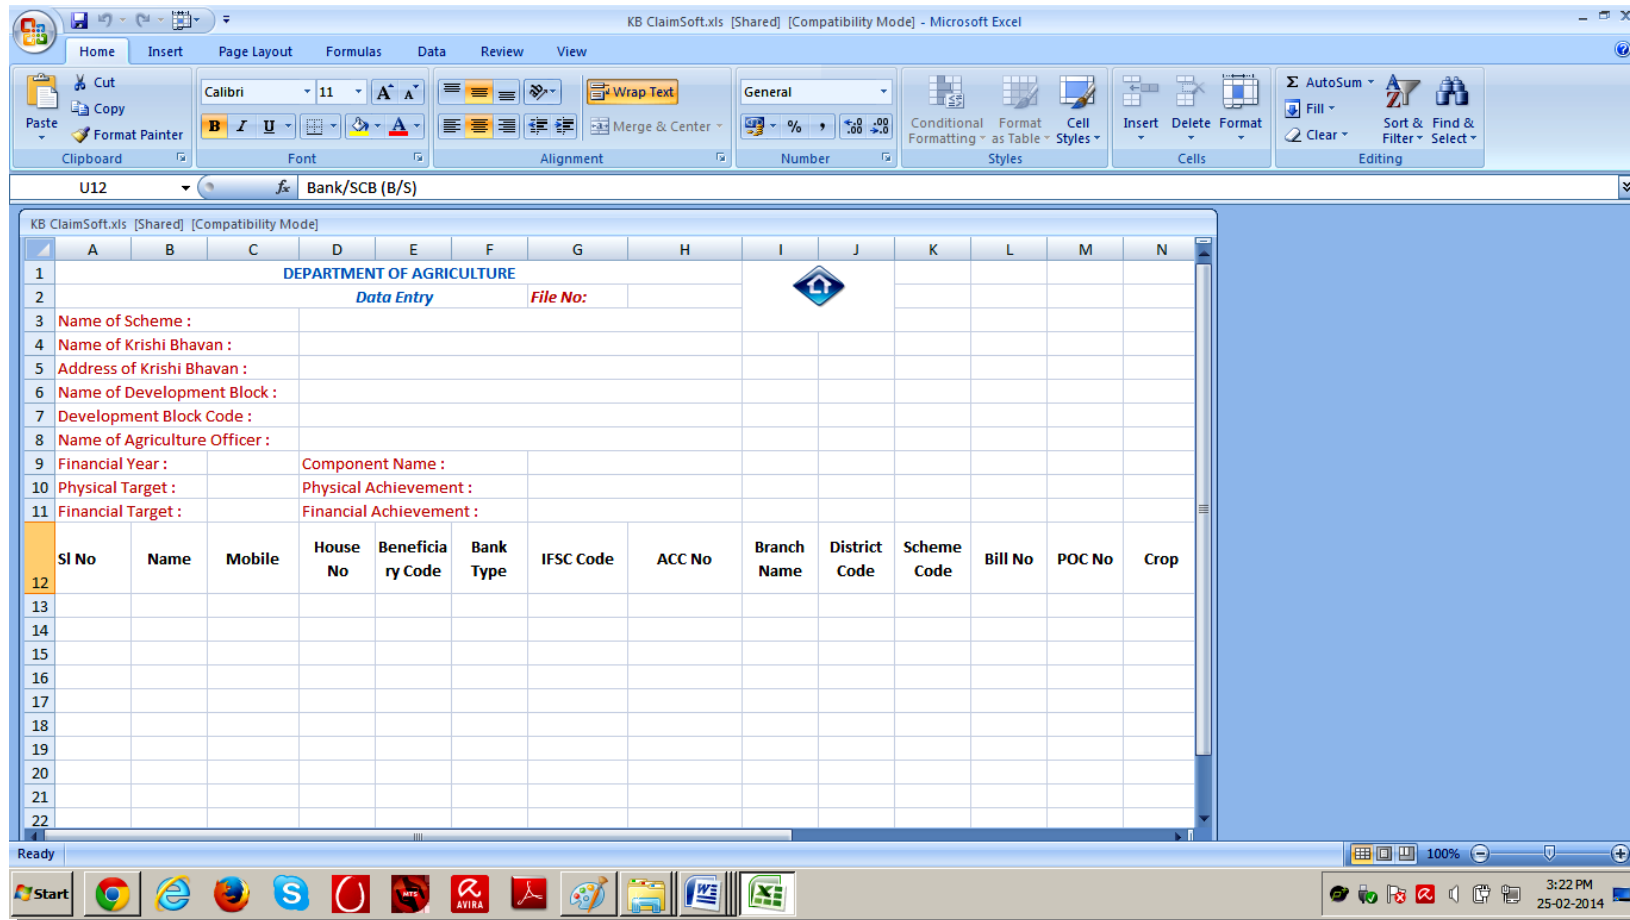 KB ClaimSoft.xls [Shared] [Compatibility Mode] - Microsoft Excel
Home Insert Page Layout Formulas Data Review View
Paste
Cut
Copy
Format Painter
Clipboard
Calibri 11
B I U
Font
Wrap Text
Merge & Center
Alignment
General
Number
Conditional Formatting
Format as Table
Cell Styles
Styles
Insert Delete Format
Cells
Σ AutoSum
Fill
Clear
Sort & Filter
Find & Select
Editing
U12 fx Bank/SCB (B/S)
KB ClaimSoft.xls [Shared] [Compatibility Mode]
A B C D E F G H I J K L M N
1 DEPARTMENT OF AGRICULTURE
2 Data Entry File No:
3 Name of Scheme :
4 Name of Krishi Bhavan :
5 Address of Krishi Bhavan :
6 Name of Development Block :
7 Development Block Code :
8 Name of Agriculture Officer :
9 Financial Year : Component Name :
10 Physical Target : Physical Achievement :
11 Financial Target : Financial Achievement :
12 Sl No Name Mobile House No Beneficiary Code Bank Type IFSC Code ACC No Branch Name District Code Scheme Code Bill No POC No Crop
13
14
15
16
17
18
19
20
21
22
Ready 100%
Start AVIRA MTS 3:22 PM
25-02-2014